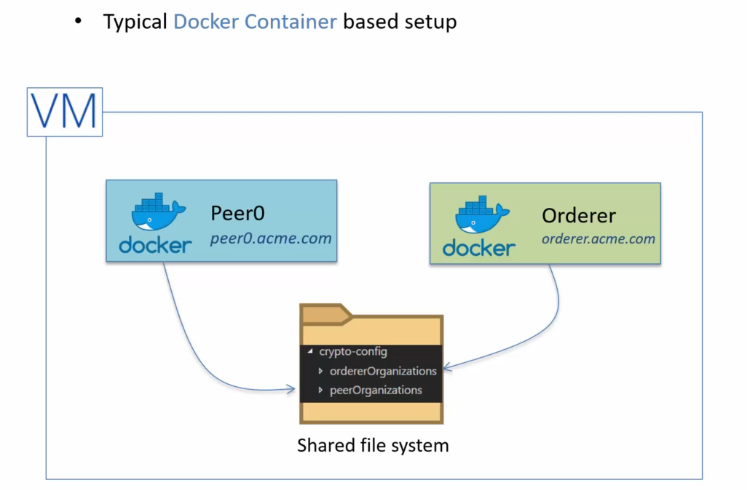 • Typical Docker Container based setup
VM
docker
Peer0
peer0.acme.com
docker
Orderer
orderer.acme.com
crypto-config
ordererOrganizations
peerOrganizations
Shared file system